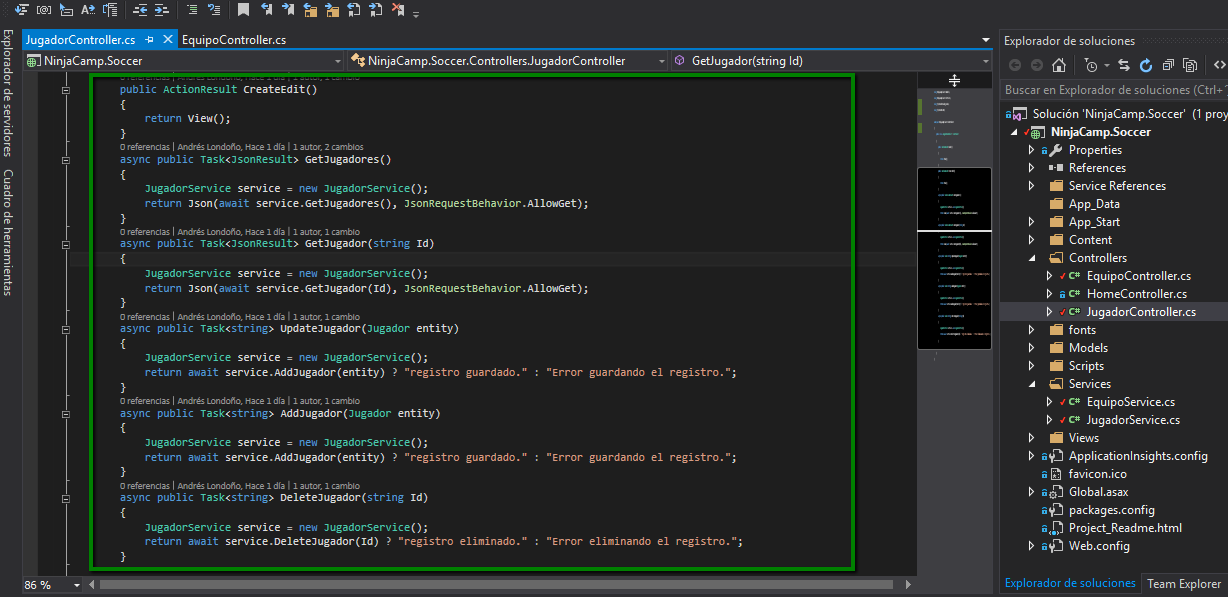 JugadorController.cs
EquipoController.cs
NinjaCamp.Soccer
NinjaCamp.Soccer.Controllers.JugadorController
GetJugador(string Id)
Explorador de servidores
Cuadro de herramientas
0 referencias | Andrés Londoño, Hace 1 día | 1 autor, 1 cambio
public ActionResult CreateEdit()
{
return View();
}
0 referencias | Andrés Londoño, Hace 1 día | 1 autor, 2 cambios
async public Task<JsonResult> GetJugadores()
{
JugadorService service = new JugadorService();
return Json(await service.GetJugadores(), JsonRequestBehavior.AllowGet);
}
0 referencias | Andrés Londoño, Hace 1 día | 1 autor, 1 cambio
async public Task<JsonResult> GetJugador(string Id)
{
JugadorService service = new JugadorService();
return Json(await service.GetJugador(Id), JsonRequestBehavior.AllowGet);
}
0 referencias | Andrés Londoño, Hace 1 día | 1 autor, 1 cambio
async public Task<string> UpdateJugador(Jugador entity)
{
JugadorService service = new JugadorService();
return await service.AddJugador(entity) ? "registro guardado." : "Error guardando el registro.";
}
0 referencias | Andrés Londoño, Hace 1 día | 1 autor, 1 cambio
async public Task<string> AddJugador(Jugador entity)
{
JugadorService service = new JugadorService();
return await service.AddJugador(entity) ? "registro guardado." : "Error guardando el registro.";
}
0 referencias | Andrés Londoño, Hace 1 día | 1 autor, 1 cambio
async public Task<string> DeleteJugador(string Id)
{
JugadorService service = new JugadorService();
return await service.DeleteJugador(Id) ? "registro eliminado." : "Error eliminando el registro.";
}
86 %
Explorador de soluciones
Buscar en Explorador de soluciones (Ctrl+
Solución 'NinjaCamp.Soccer' (1 proy
NinjaCamp.Soccer
Properties
References
Service References
App_Data
App_Start
Content
Controllers
C# EquipoController.cs
C# HomeController.cs
C# JugadorController.cs
fonts
Models
Scripts
Services
C# EquipoService.cs
C# JugadorService.cs
Views
ApplicationInsights.config
favicon.ico
Global.asax
packages.config
Project_Readme.html
Web.config
Explorador de soluciones
Team Explorer